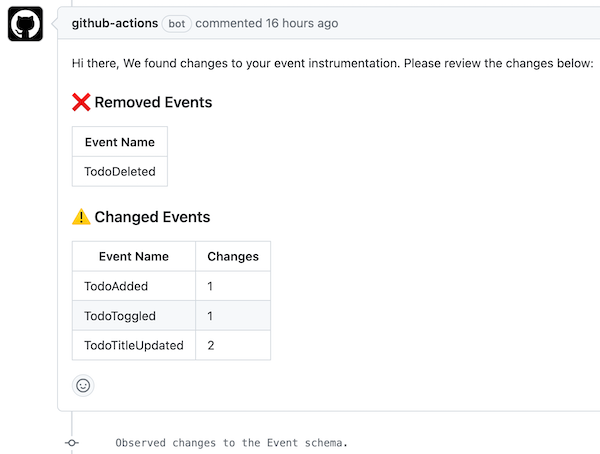 github-actions bot commented 16 hours ago
Hi there, We found changes to your event instrumentation. Please review the changes below:
Removed Events
Event Name
TodoDeleted
Changed Events
Event Name Changes
TodoAdded 1
TodoToggled 1
TodoTitleUpdated 2
Observed changes to the Event schema.